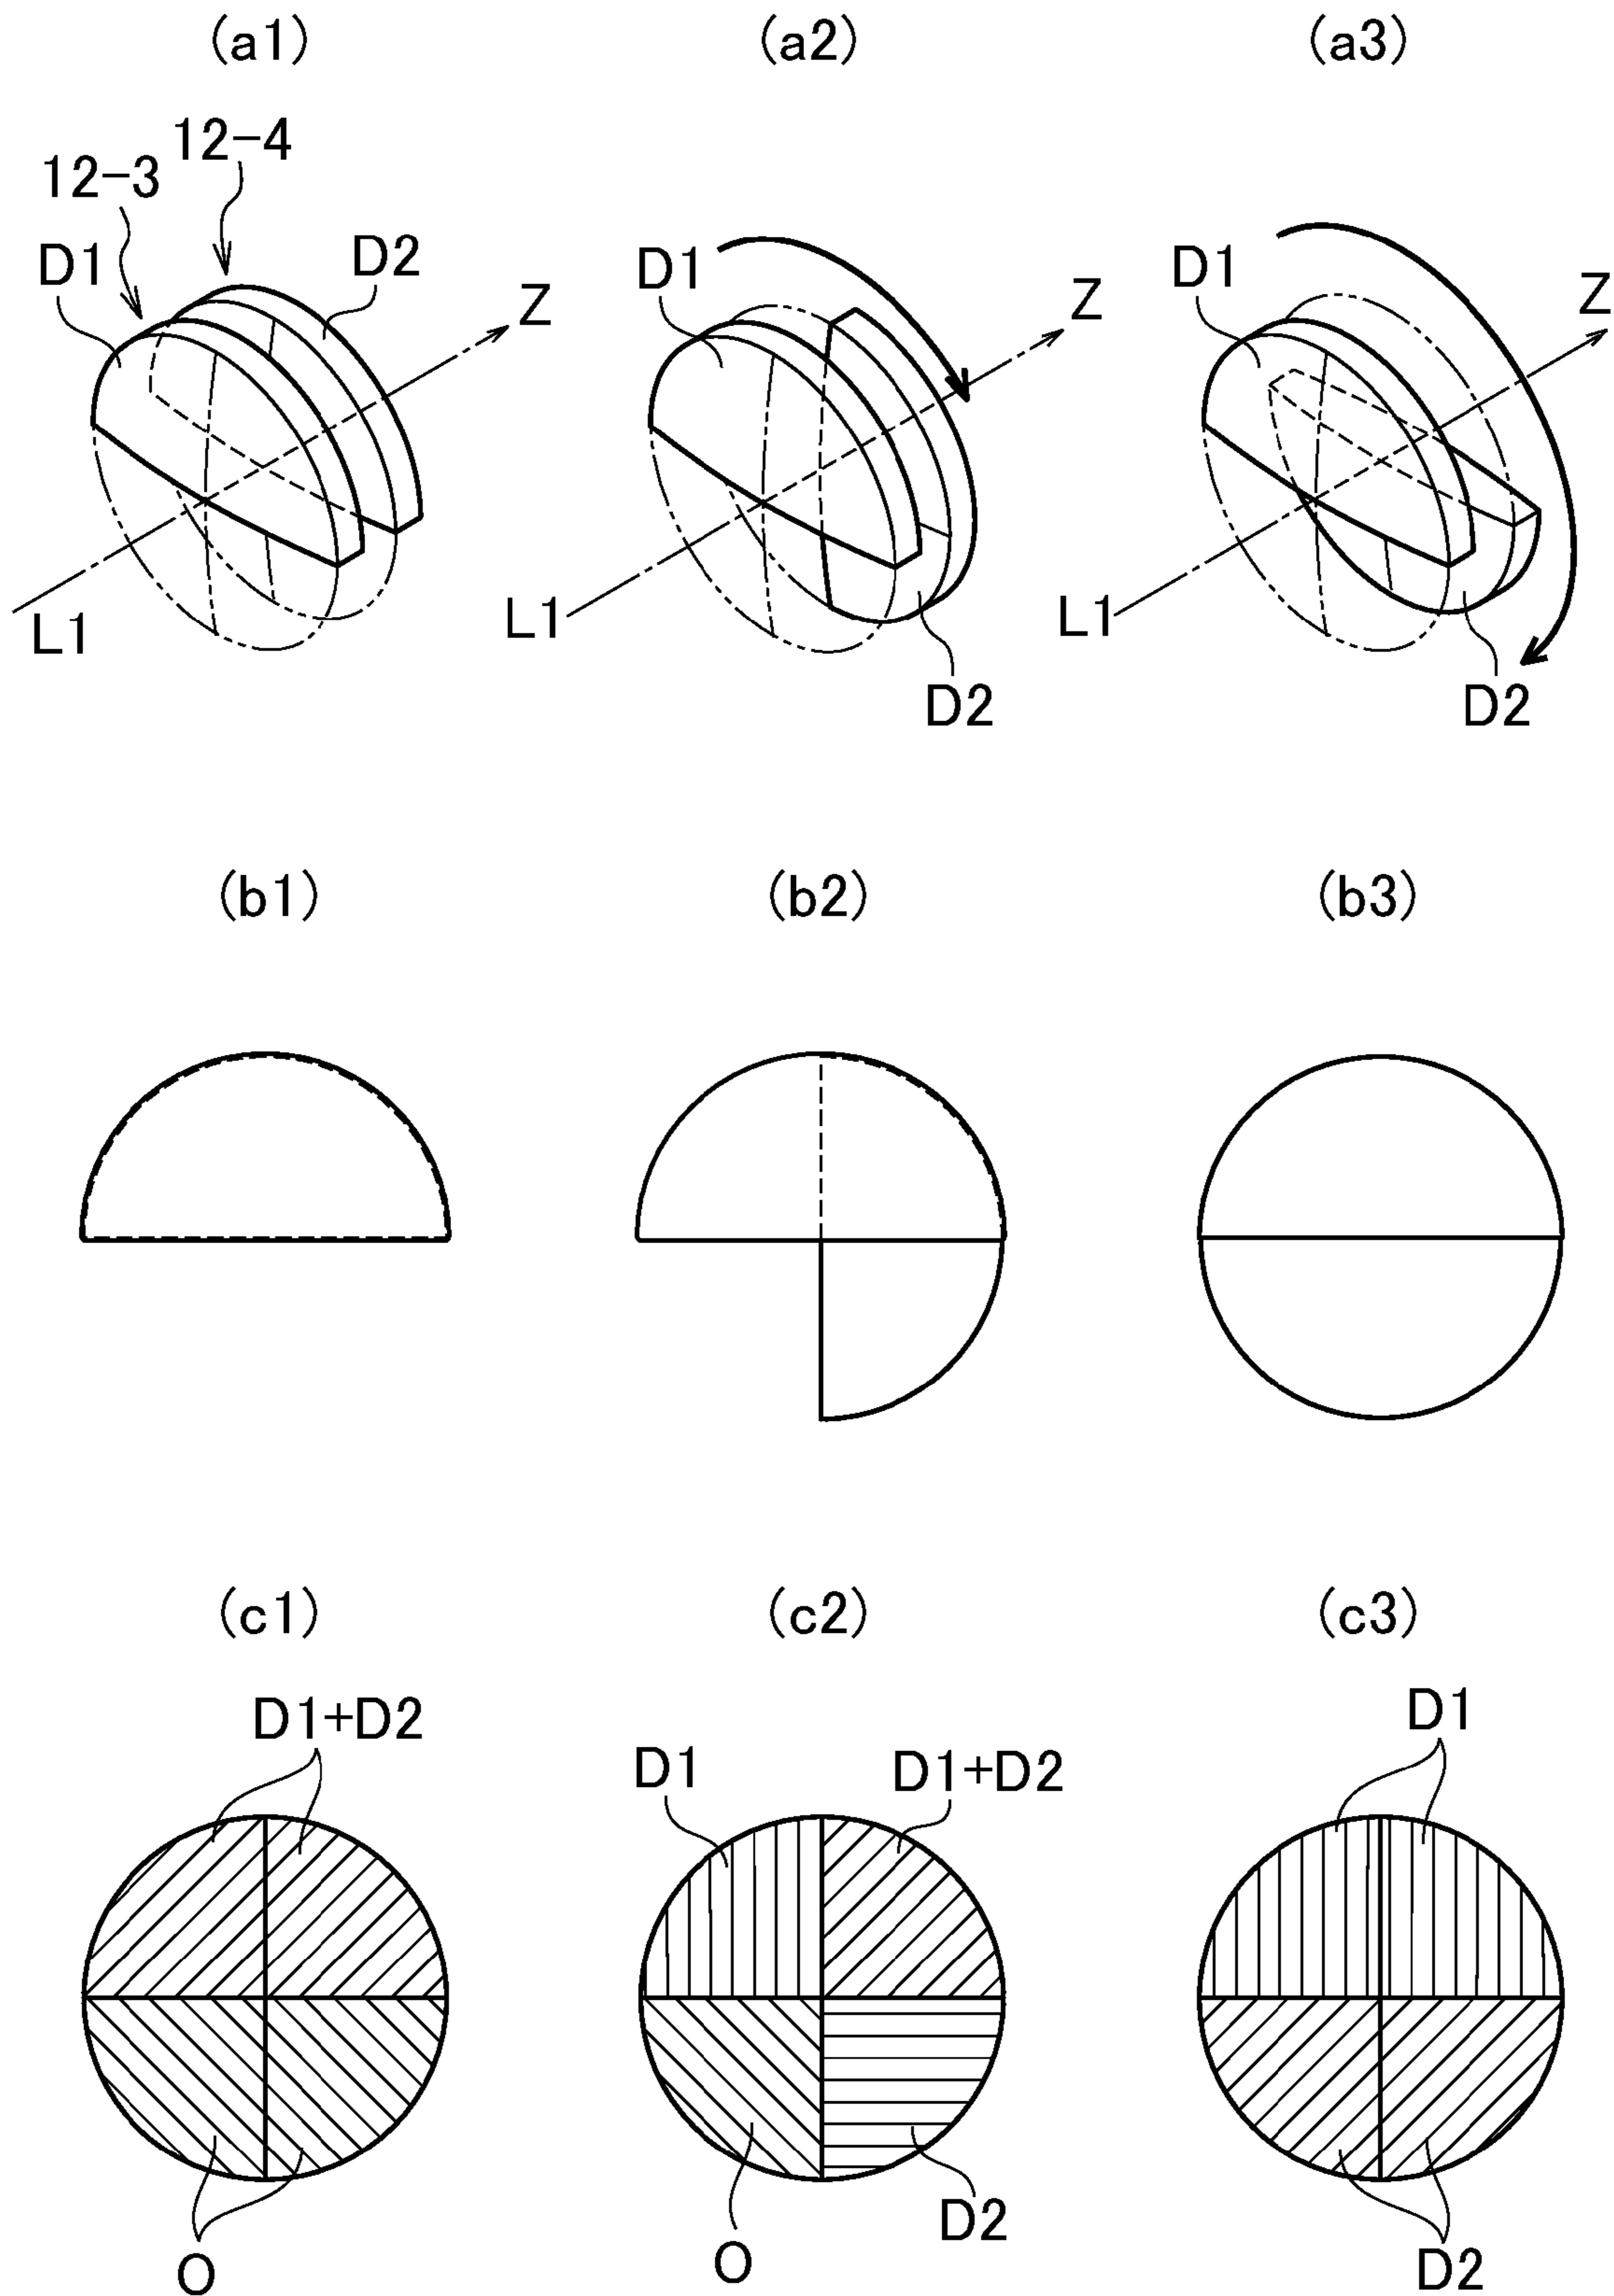 (a1) (a2) (a3)
12-4
12-3
D1 D2 Z L1
D1 Z L1 D2
D1 Z L1 D2
(b1) (b2) (b3)
(c1) (c2) (c3)
D1+D2
O
D1 D1+D2
O D2
D1
D2